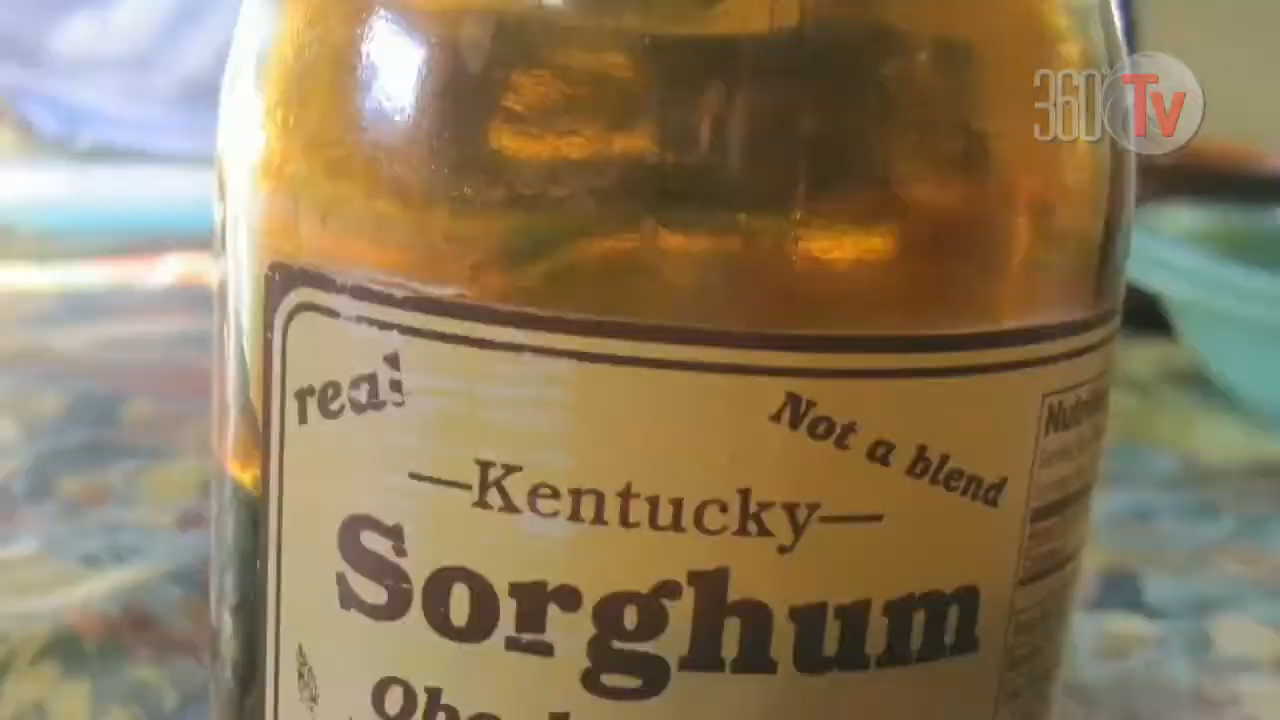 360° Tv
real
Not a blend
—Kentucky—
Sorghum